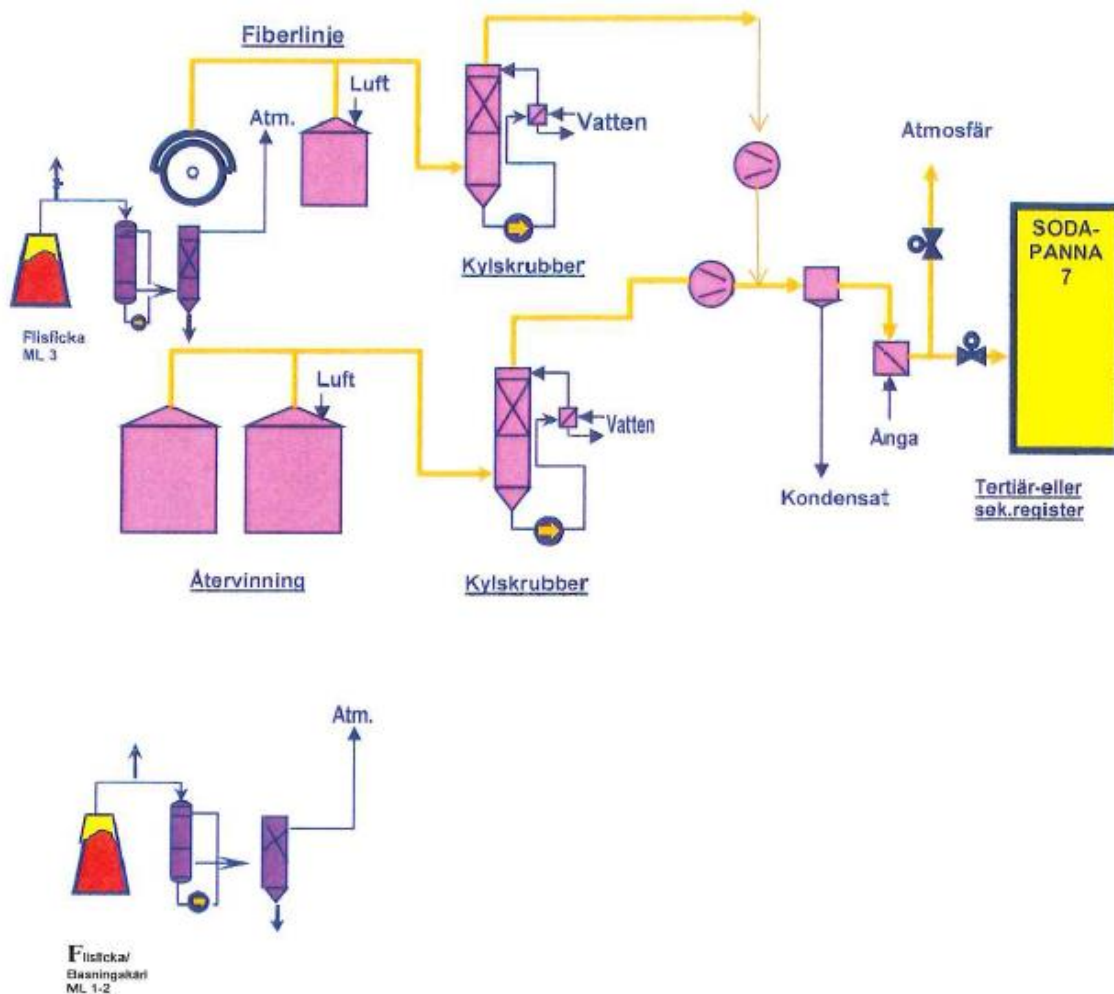 Fiberlinje
Luft
Atm.
Vatten
Atmosfär
SODA-
PANNA
7
Kylskrubber
Flisficka
ML 3
Luft
Vatten
Ånga
Kondensat
Tertiär-eller
sek.register
Återvinning
Kylskrubber
Atm.
Flisficka/
Basningskärl
ML 1-2